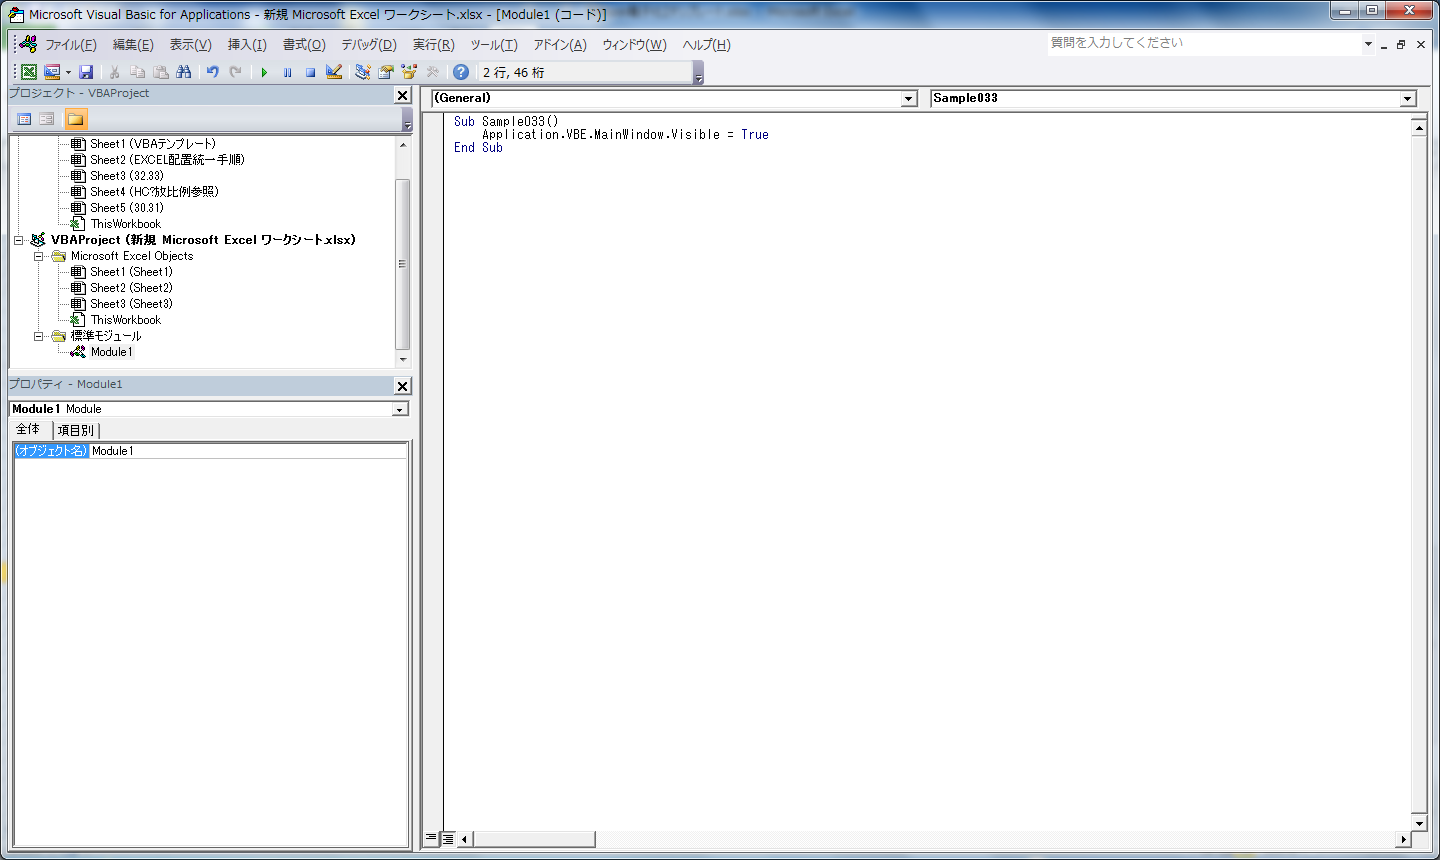 Microsoft Visual Basic for Applications - 新規 Microsoft Excel ワークシート.xlsx - [Module1 (コード)]
ファイル(F) 編集(E) 表示(V) 挿入(I) 書式(O) デバッグ(D) 実行(R) ツール(T) アドイン(A) ウィンドウ(W) ヘルプ(H) 質問を入力してください
2 行, 46 桁
プロジェクト - VBAProject
Sheet1 (VBAテンプレート)
Sheet2 (EXCEL配置統一手順)
Sheet3 (32.33)
Sheet4 (HC?放比例参照)
Sheet5 (30.31)
ThisWorkbook
VBAProject (新規 Microsoft Excel ワークシート.xlsx)
Microsoft Excel Objects
Sheet1 (Sheet1)
Sheet2 (Sheet2)
Sheet3 (Sheet3)
ThisWorkbook
標準モジュール
Module1
プロパティ - Module1
Module1 Module
全体 項目別
(オブジェクト名) Module1
(General) Sample033
Sub Sample033()
    Application.VBE.MainWindow.Visible = True
End Sub